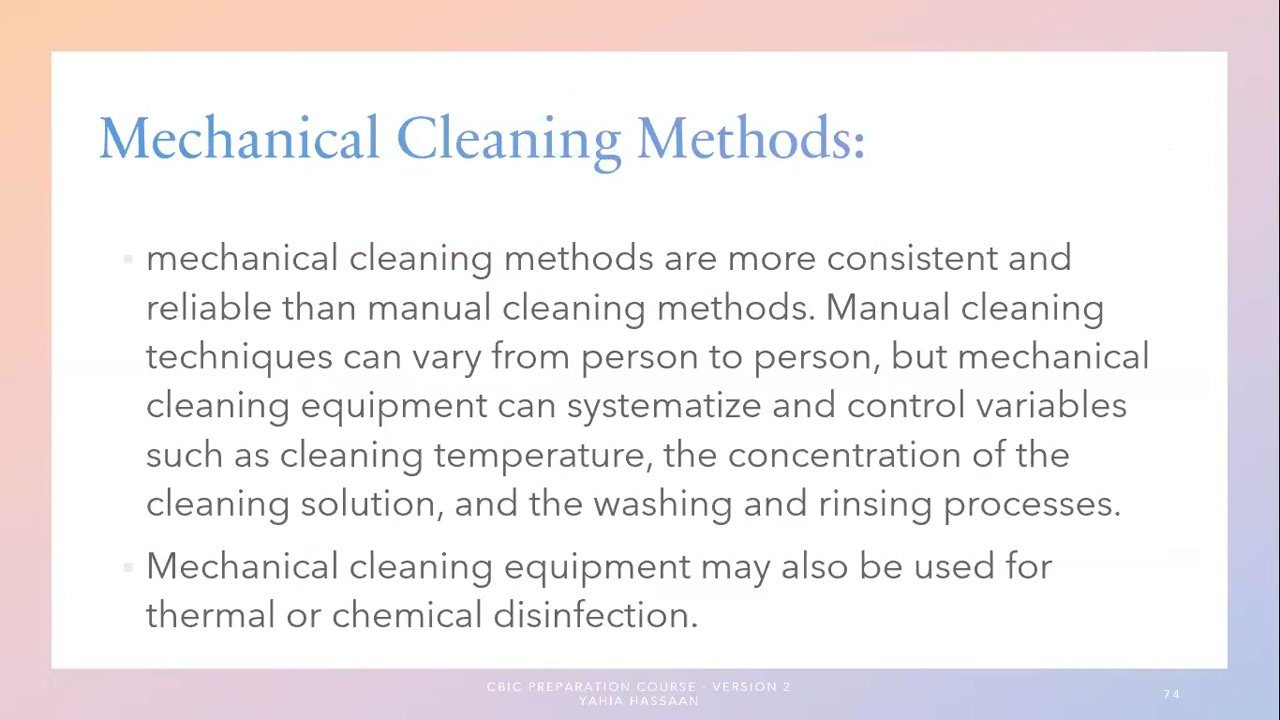 Mechanical Cleaning Methods:
mechanical cleaning methods are more consistent and
reliable than manual cleaning methods. Manual cleaning
techniques can vary from person to person, but mechanical
cleaning equipment can systematize and control variables
such as cleaning temperature, the concentration of the
cleaning solution, and the washing and rinsing processes.
Mechanical cleaning equipment may also be used for
thermal or chemical disinfection.
CBIC PREPARATION COURSE - VERSION 2
YAHIA HASSAAN
74